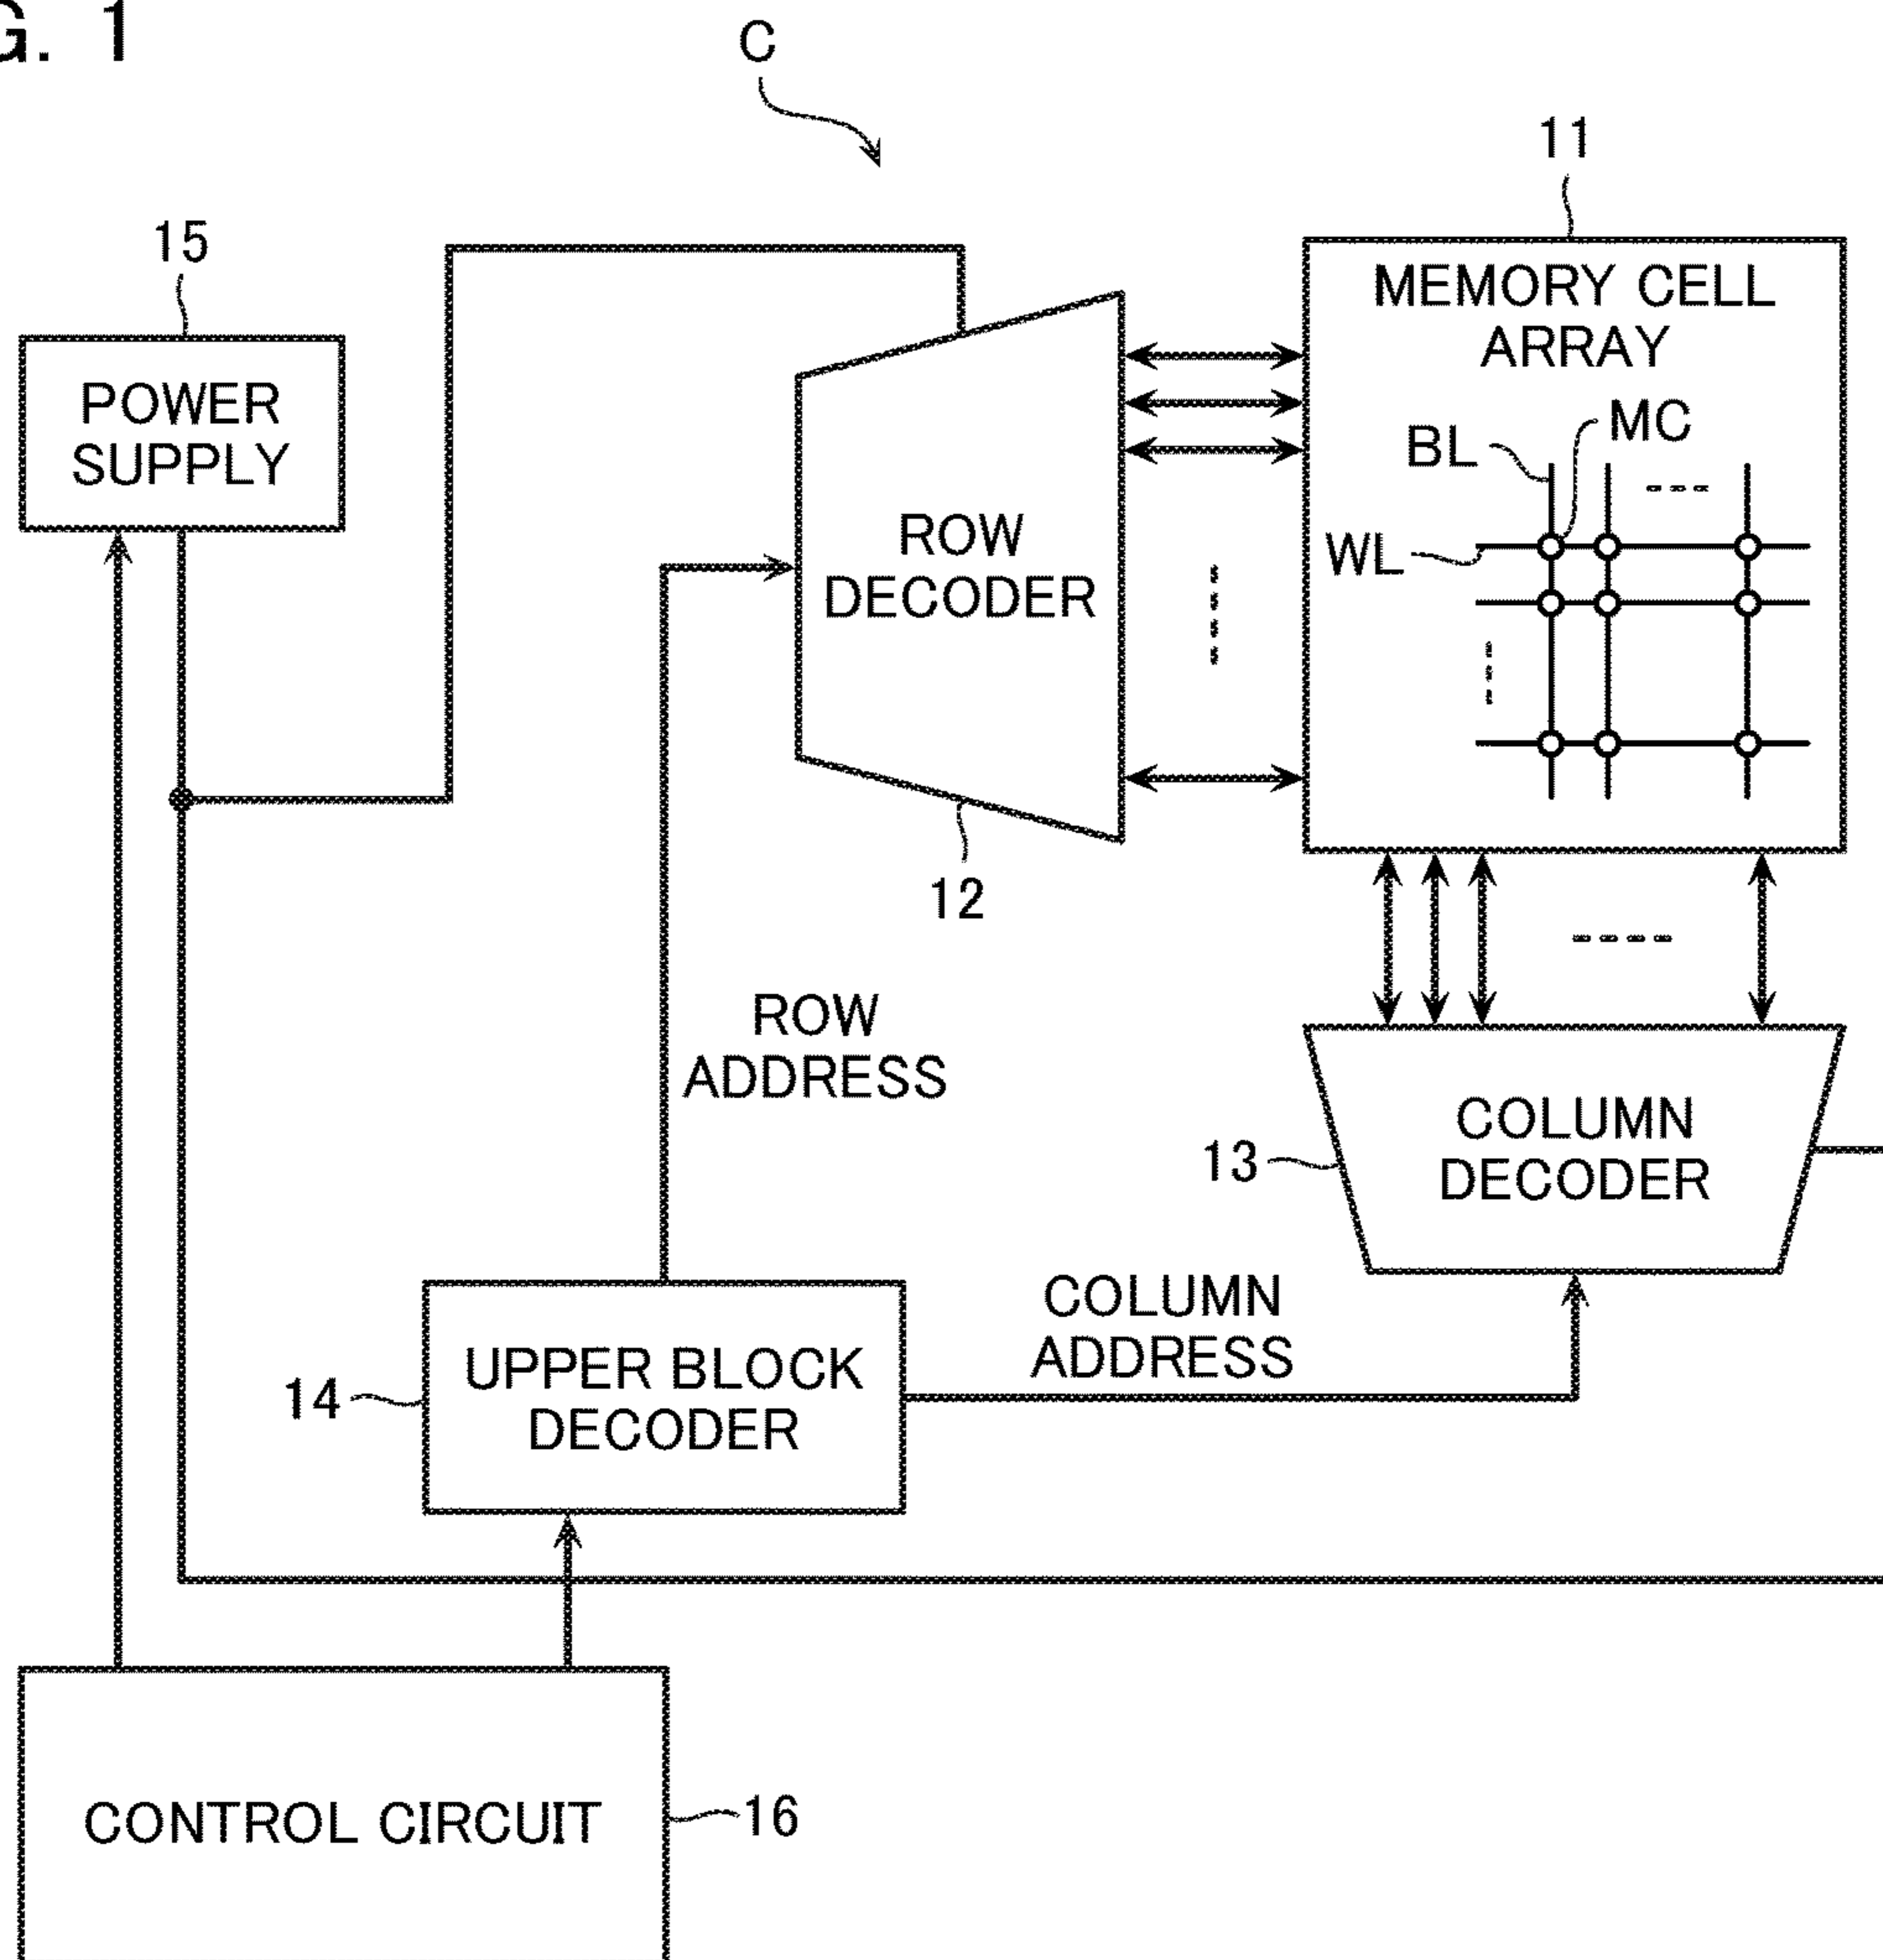 G. 1
C
11
15
MEMORY CELL
ARRAY
POWER
SUPPLY
BL
MC
WL
ROW
DECODER
12
ROW
ADDRESS
13
COLUMN
DECODER
COLUMN
ADDRESS
14
UPPER BLOCK
DECODER
CONTROL CIRCUIT
16